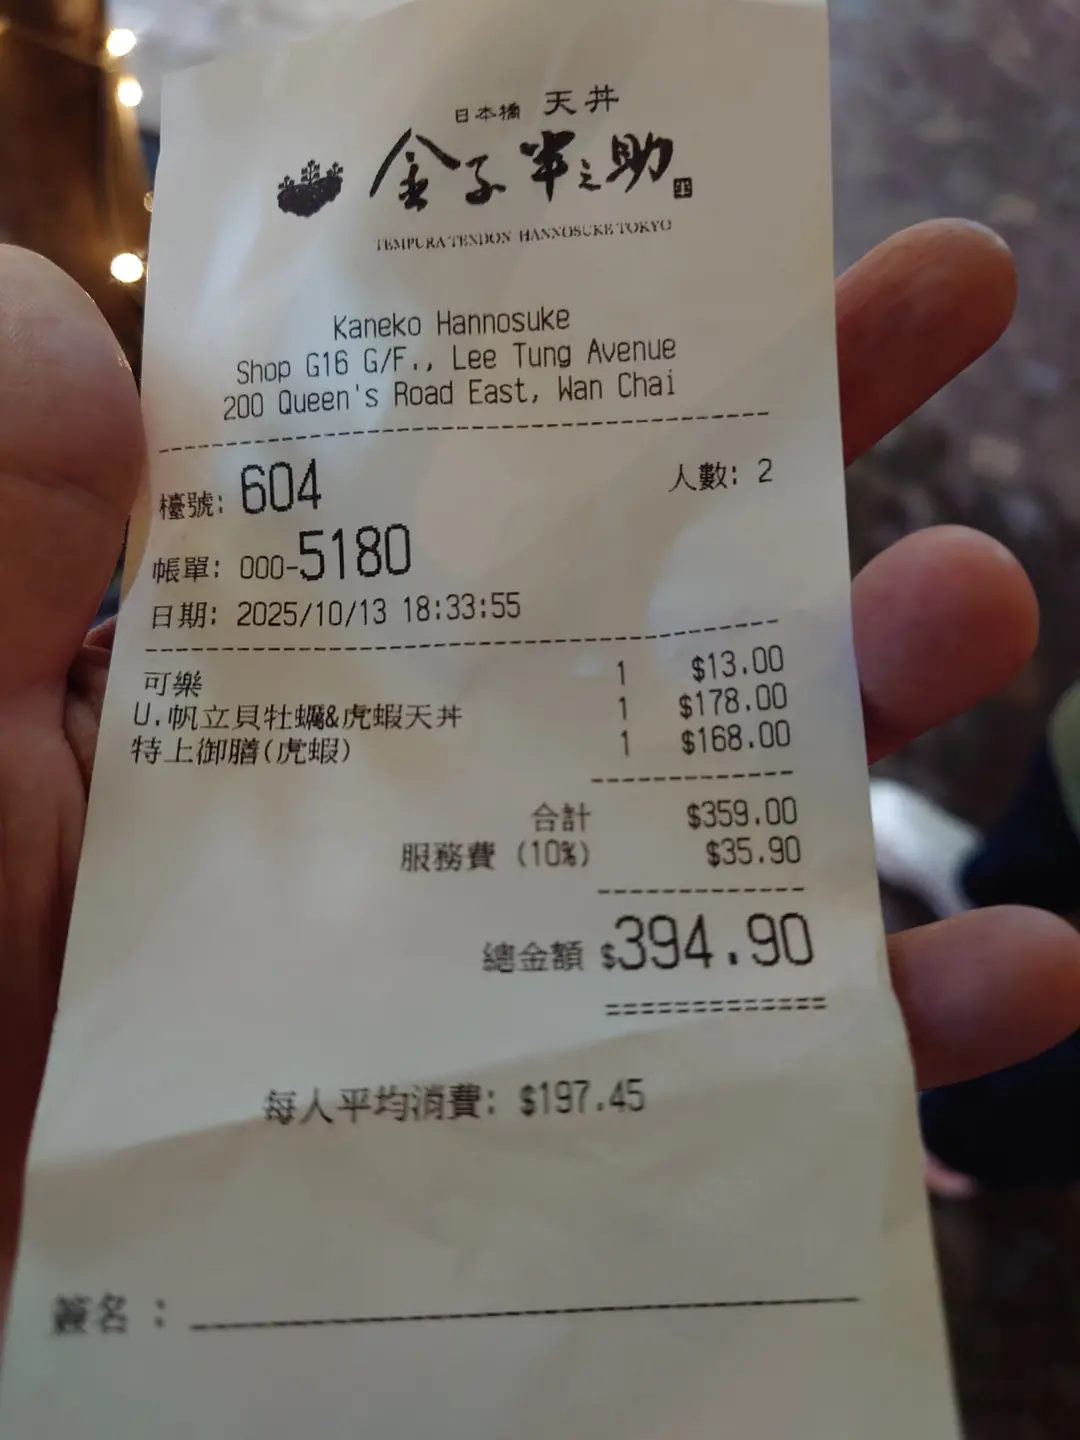 日本橋 天丼
金子半之助
TEMPURA TENDON HANNOSUKE TOKYO
Kaneko Hannosuke
Shop G16 G/F., Lee Tung Avenue
200 Queen's Road East, Wan Chai
檯號: 604 人數: 2
帳單: 000-5180
日期: 2025/10/13 18:33:55
可樂 1 $13.00
U.帆立貝牡蠣&虎蝦天丼 1 $178.00
特上御膳(虎蝦) 1 $168.00
合計 $359.00
服務費 (10%) $35.90
總金額 $394.90
每人平均消費: $197.45
簽名 :